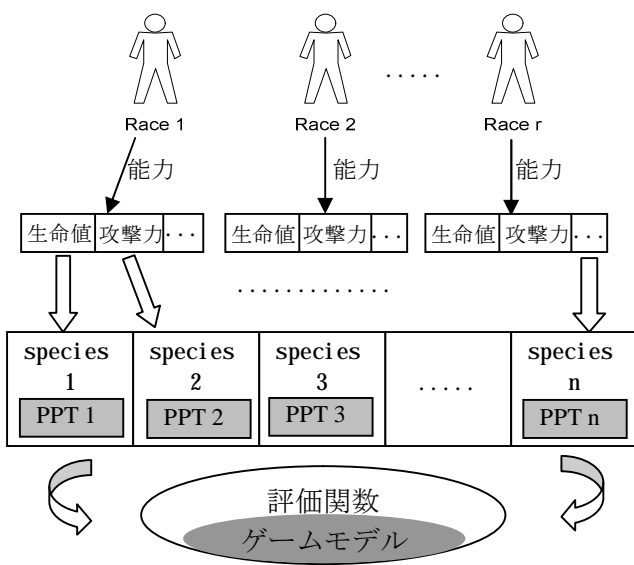 .....
Race 1 Race 2 Race r
能力 能力 能力
生命値 攻撃力 ... 生命値 攻撃力 ... 生命値 攻撃力 ...
.............
species species species species
1 2 3 ..... n
PPT 1 PPT 2 PPT 3 PPT n
評価関数
ゲームモデル